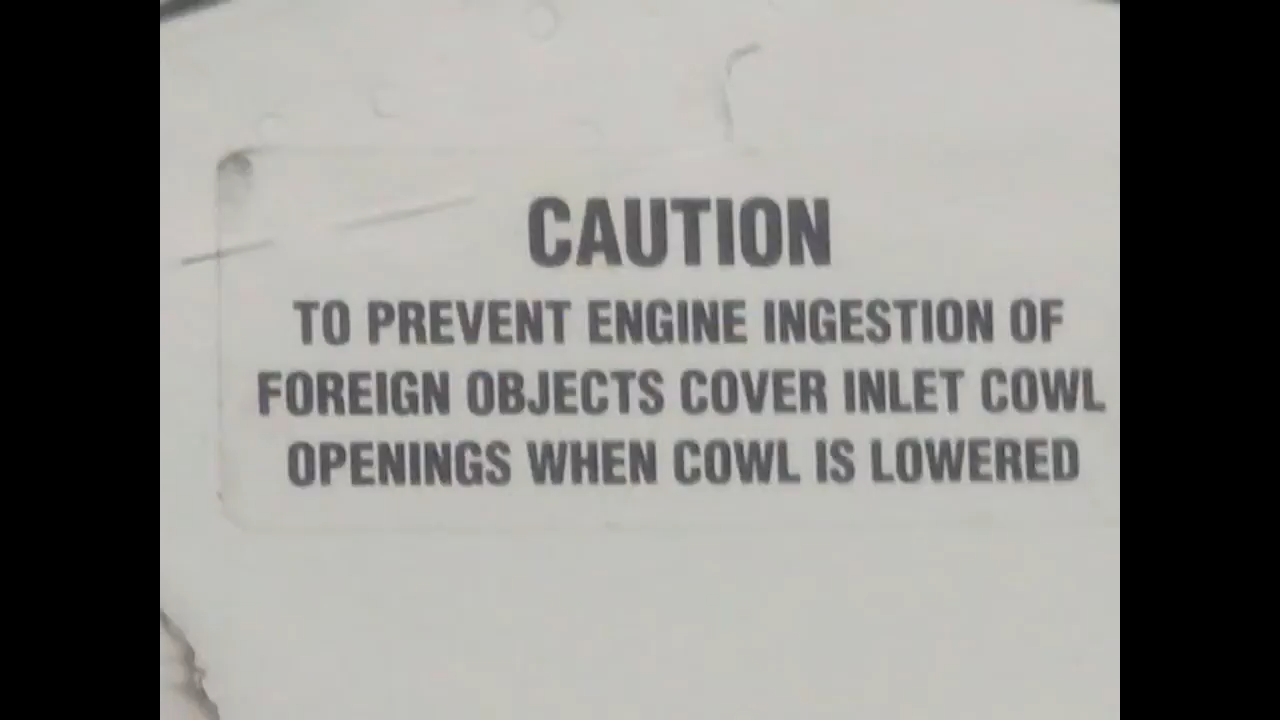 CAUTION
TO PREVENT ENGINE INGESTION OF
FOREIGN OBJECTS COVER INLET COWL
OPENINGS WHEN COWL IS LOWERED